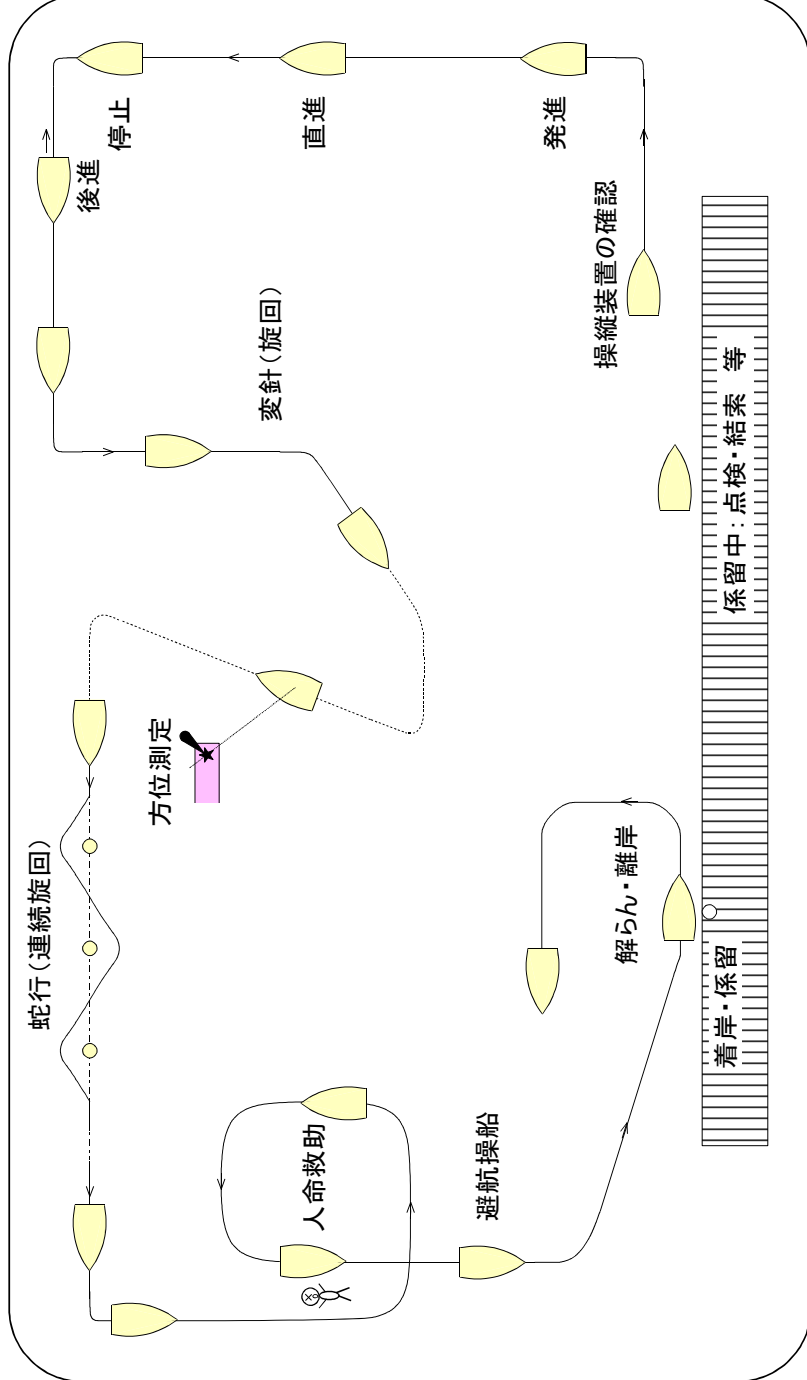 係留中：点検・結索　等
操縦装置の確認
発進
直進
停止
後進
変針（旋回）
方位測定
蛇行（連続旋回）
人命救助
避航操船
着岸・係留
解らん・離岸